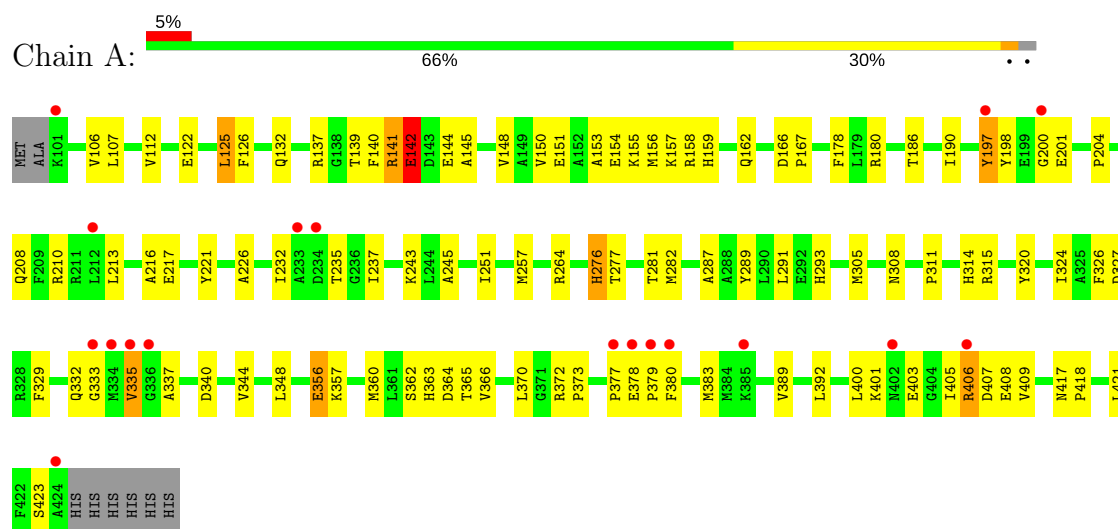 5%
Chain A:
66% 30% • •
MET ALA K101 V106 L107 V112 E122 L125 F126 Q132 R137 G138 T139 F140 R141 E142 D143 E144 A145 V148 A149 V150 E151 A152 A153 E154 K155 M156 K157 R158 H159 Q162 D166 P167 F178 L179 R180 T186 I190 Y197 Y198 E199 G200 E201 P204
Q208 F209 R210 R211 L212 L213 A216 E217 Y221 A226 I232 A233 D234 T235 G236 I237 K243 L244 A245 I251 M257 R264 H276 T277 T281 M282 A287 A288 Y289 L290 L291 E292 H293 M305 N308 P311 H314 R315 Y320 I324 A325 F326
R328 F329 Q332 G333 M334 V335 G336 A337 D340 V344 L348 E356 K357 M360 L361 S362 H363 D364 T365 V366 L370 G371 R372 P373 P377 E378 P379 F380 M383 M384 K385 V389 L392 L400 K401 N402 E403 G404 I405 R406 D407 E408 V409 N417 P418 L421
F422 S423 A424 HIS HIS HIS HIS HIS HIS